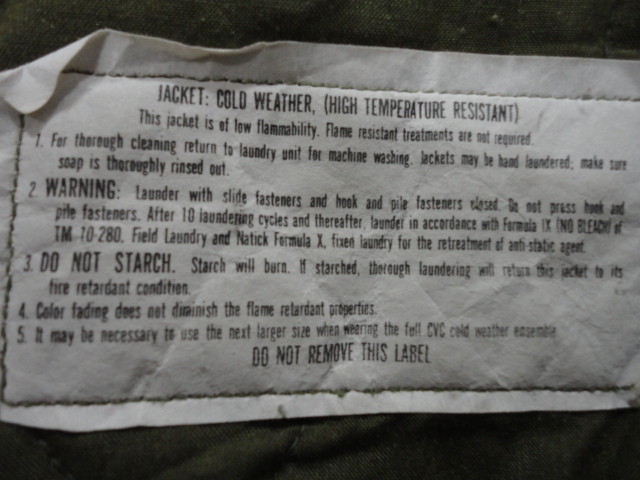 JACKET: COLD WEATHER, (HIGH TEMPERATURE RESISTANT)
This jacket is of low flammability. Flame resistant treatments are not required.
1. For thorough cleaning return to laundry unit for machine washing. Jackets may be hand laundered; make sure
soap is thoroughly rinsed out.
2. WARNING: Launder with slide fasteners and hook and pile fasteners closed. Do not press hook and
pile fasteners. After 10 laundering cycles and thereafter, launder in accordance with Formula IX (NO BLEACH) of
TM 10-280, Field Laundry and Natick Formula X, fixen laundry for the retreatment of anti-static agent.
3. DO NOT STARCH. Starch will burn. If starched, thorough laundering will return this jacket to its
fire retardant condition.
4. Color fading does not diminish the flame retardant properties.
5. It may be necessary to use the next larger size when wearing the full CVC cold weather ensemble
DO NOT REMOVE THIS LABEL